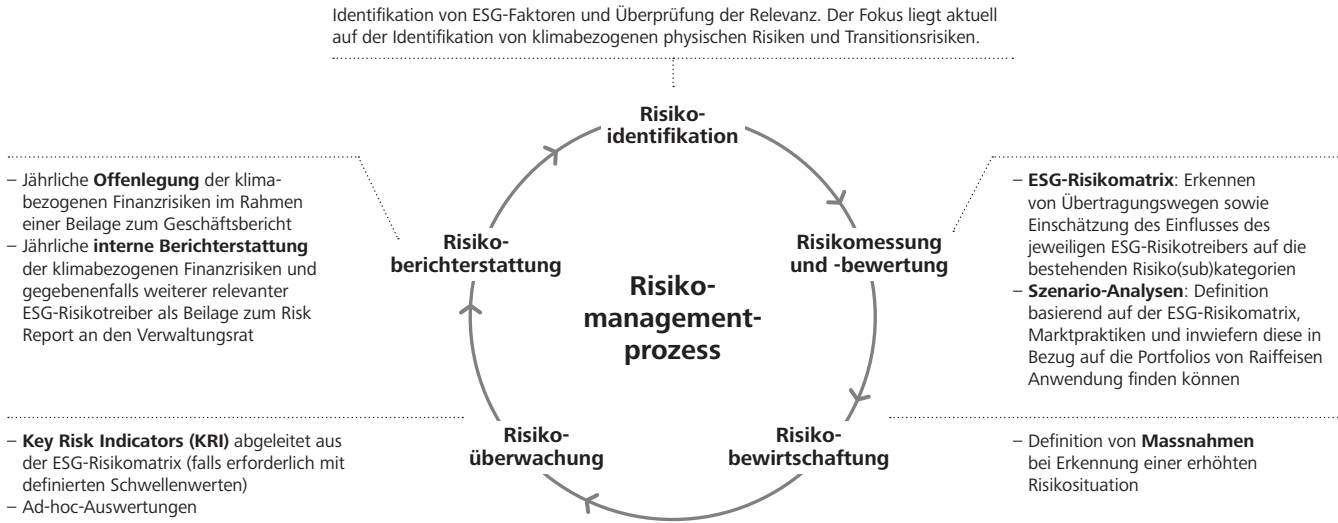 Identifikation von ESG-Faktoren und Überprüfung der Relevanz. Der Fokus liegt aktuell
auf der Identifikation von klimabezogenen physischen Risiken und Transitionsrisiken.
Risiko-
identifikation
– Jährliche Offenlegung der klima-
bezogenen Finanzrisiken im Rahmen
einer Beilage zum Geschäftsbericht
– Jährliche interne Berichterstattung
der klimabezogenen Finanzrisiken und
gegebenenfalls weiterer relevanter
ESG-Risikotreiber als Beilage zum Risk
Report an den Verwaltungsrat
Risiko-
berichterstattung
Risiko-
management-
prozess
Risikomessung
und -bewertung
– ESG-Risikomatrix: Erkennen
von Übertragungswegen sowie
Einschätzung des Einflusses des
jeweiligen ESG-Risikotreibers auf die
bestehenden Risiko(sub)kategorien
– Szenario-Analysen: Definition
basierend auf der ESG-Risikomatrix,
Marktpraktiken und inwiefern diese in
Bezug auf die Portfolios von Raiffeisen
Anwendung finden können
– Key Risk Indicators (KRI) abgeleitet aus
der ESG-Risikomatrix (falls erforderlich mit
definierten Schwellenwerten)
– Ad-hoc-Auswertungen
Risiko-
überwachung
Risiko-
bewirtschaftung
– Definition von Massnahmen
bei Erkennung einer erhöhten
Risikosituation